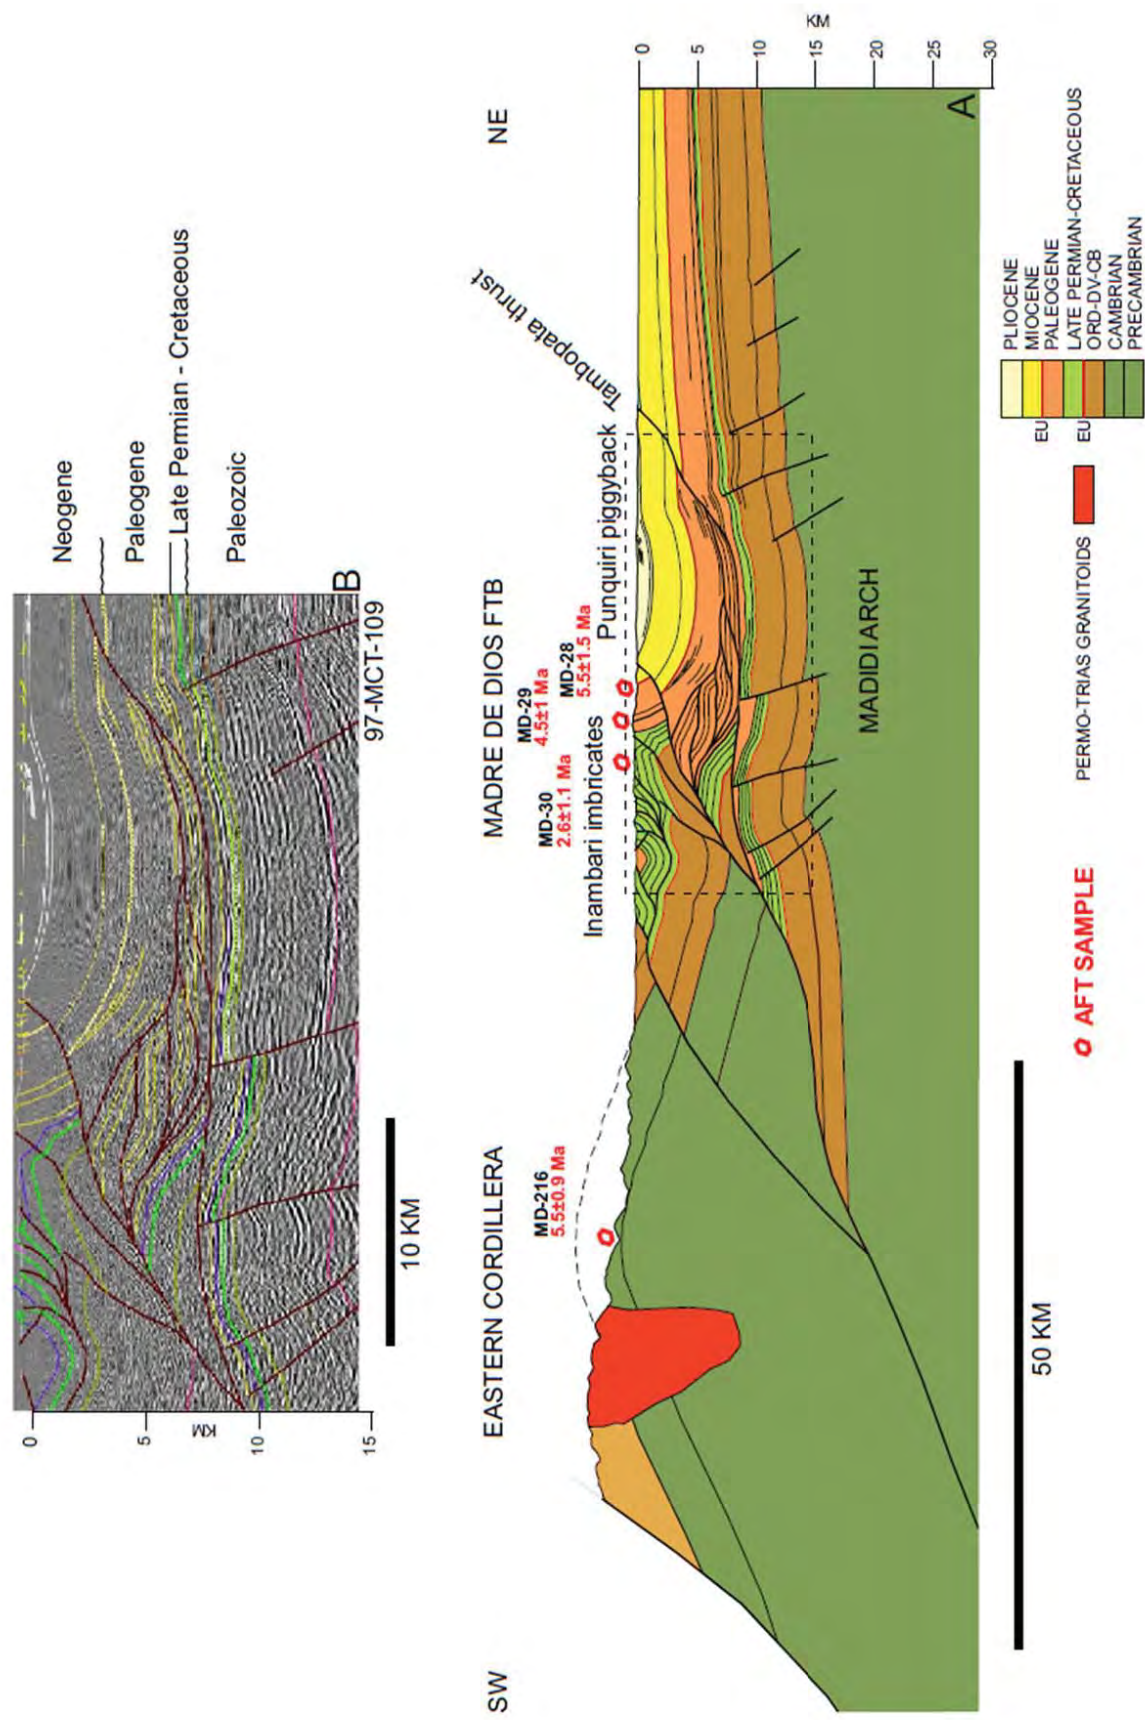 Neogene
Paleogene
Late Permian - Cretaceous
Paleozoic
B
97-MCT-109
0
5
10
15
KM
10 KM
SW
EASTERN CORDILLERA
MADRE DE DIOS FTB
NE
MD-216
5.5±0.9 Ma
MD-30
2.6±1.1 Ma
MD-29
4.5±1 Ma
MD-28
5.5±1.5 Ma
Inambari imbricates
Punquiri piggyback
Tambopata thrust
KM
0
5
10
15
20
25
30
MADIDI ARCH
A
50 KM
AFT SAMPLE
PERMO-TRIAS GRANITOIDS
EU
EU
PLIOCENE
MIOCENE
PALEOGENE
LATE PERMIAN-CRETACEOUS
ORD-DV-CB
CAMBRIAN
PRECAMBRIAN